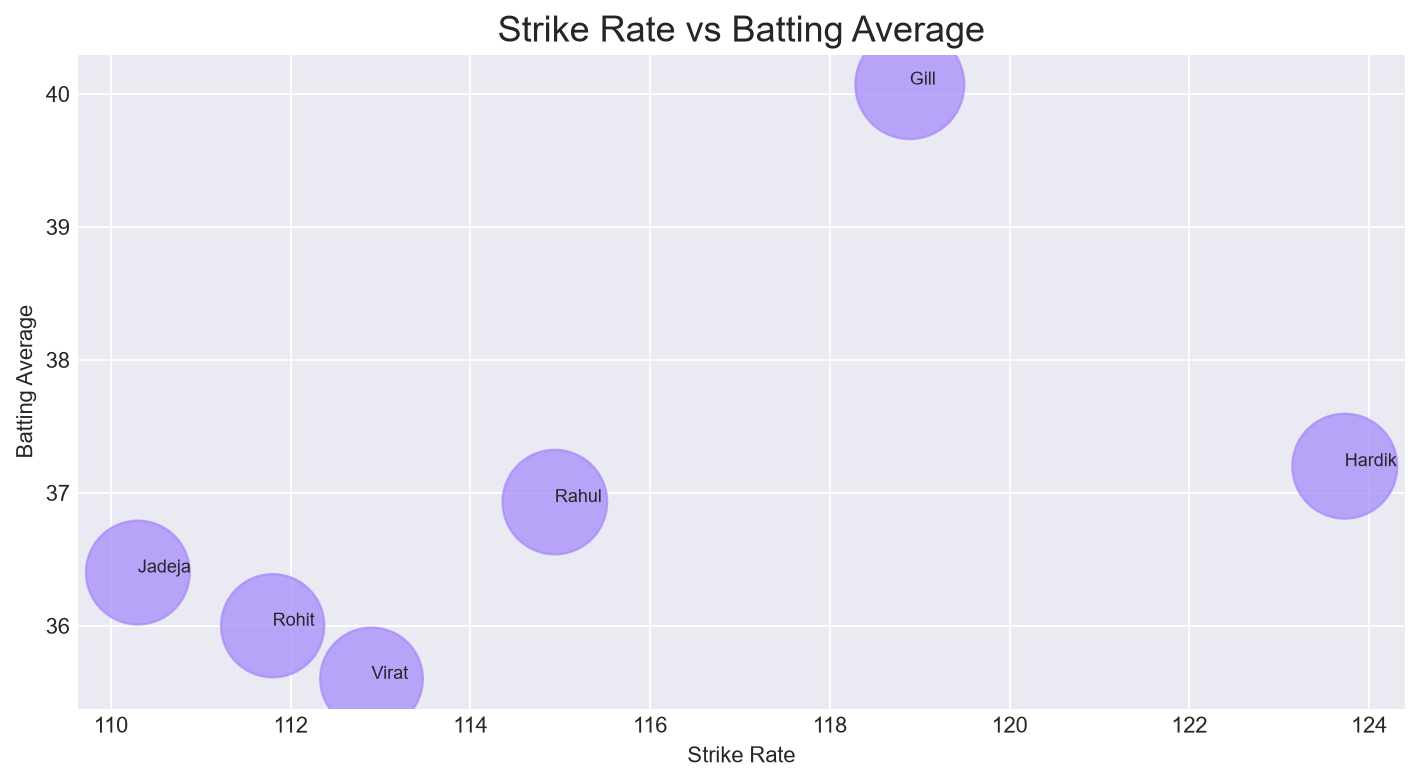 Strike Rate vs Batting Average
Gill
Hardik
Rahul
Jadeja
Rohit
Virat
40
39
38
37
36
Batting Average
110 112 114 116 118 120 122 124
Strike Rate